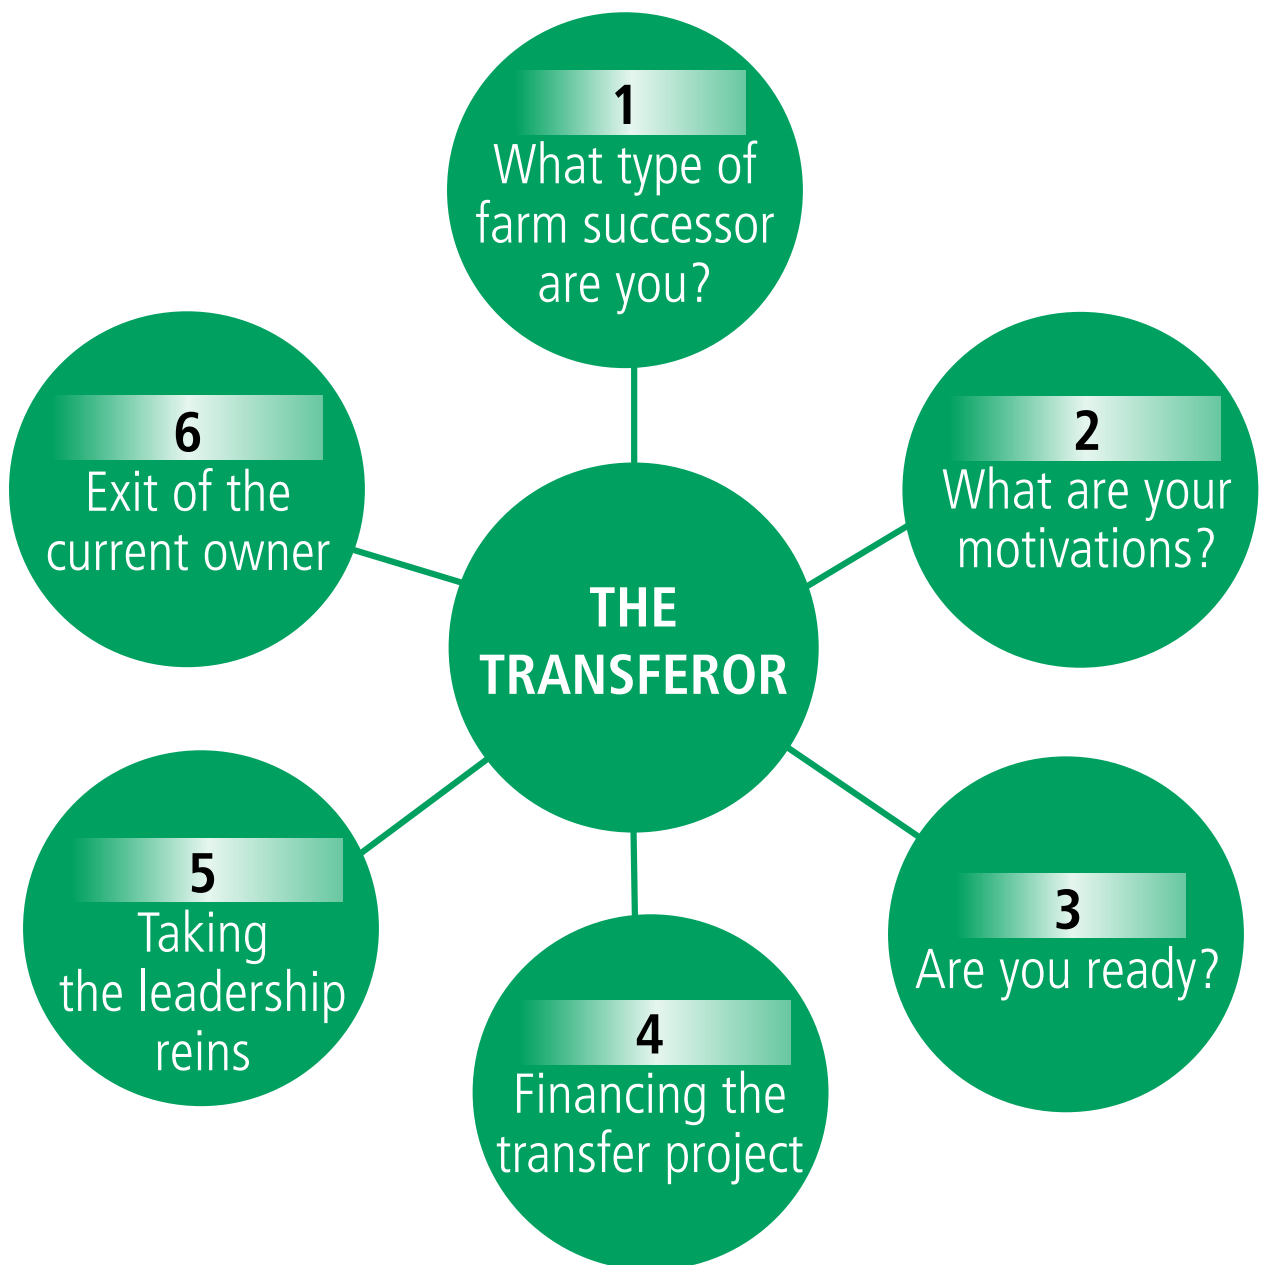 1
What type of
farm successor
are you?
2
What are your
motivations?
3
Are you ready?
4
Financing the
transfer project
5
Taking
the leadership
reins
6
Exit of the
current owner
THE
TRANSFEROR